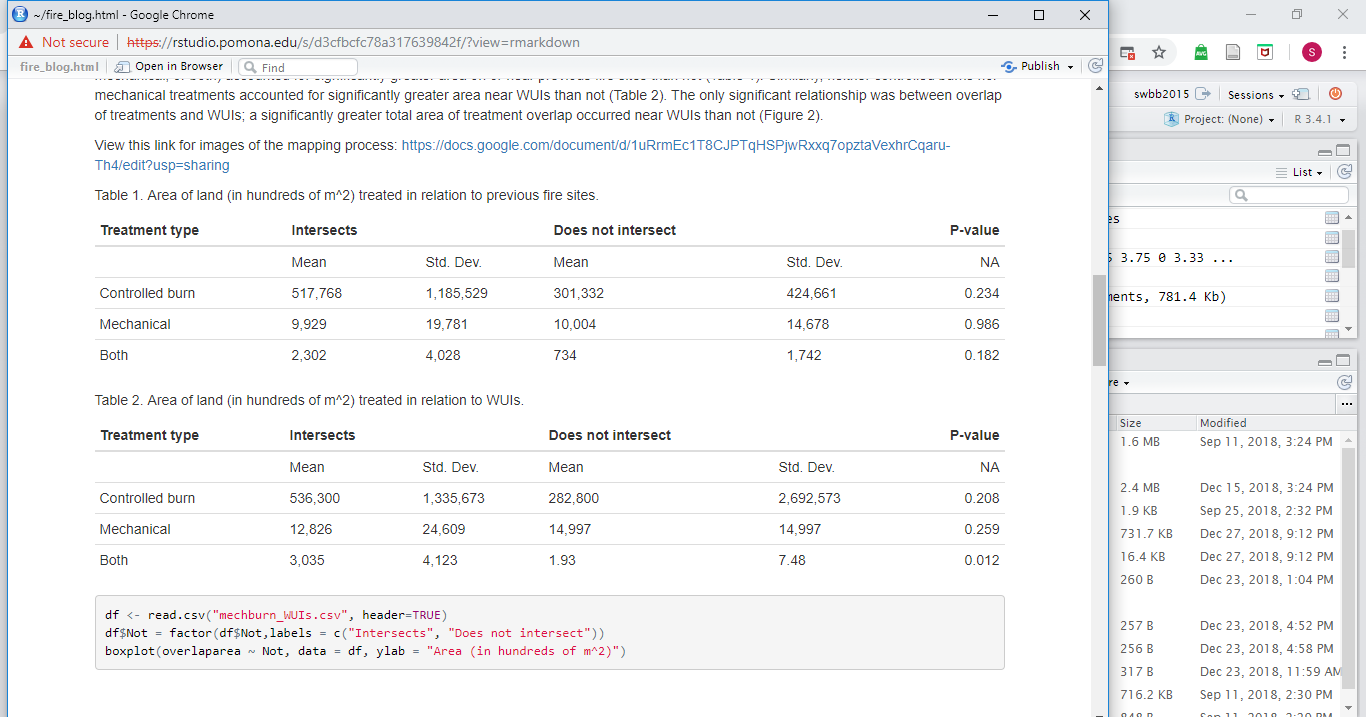 ~/fire_blog.html - Google Chrome
Not secure | https://rstudio.pomona.edu/s/d3cfbcfc78a317639842f/?view=rmarkdown
fire_blog.html Open in Browser Find Publish
mechanical treatments accounted for significantly greater area near WUIs than not (Table 2). The only significant relationship was between overlap
of treatments and WUIs; a significantly greater total area of treatment overlap occurred near WUIs than not (Figure 2).
View this link for images of the mapping process: https://docs.google.com/document/d/1uRrmEc1T8CJPTqHSPjwRxxq7opztaVexhrCqaru-
Th4/edit?usp=sharing
Table 1. Area of land (in hundreds of m^2) treated in relation to previous fire sites.
Treatment type Intersects Does not intersect P-value
Mean Std. Dev. Mean Std. Dev. NA
Controlled burn 517,768 1,185,529 301,332 424,661 0.234
Mechanical 9,929 19,781 10,004 14,678 0.986
Both 2,302 4,028 734 1,742 0.182
Table 2. Area of land (in hundreds of m^2) treated in relation to WUIs.
Treatment type Intersects Does not intersect P-value
Mean Std. Dev. Mean Std. Dev. NA
Controlled burn 536,300 1,335,673 282,800 2,692,573 0.208
Mechanical 12,826 24,609 14,997 14,997 0.259
Both 3,035 4,123 1.93 7.48 0.012
df <- read.csv("mechburn_WUIs.csv", header=TRUE)
df$Not = factor(df$Not,labels = c("Intersects", "Does not intersect"))
boxplot(overlaparea ~ Not, data = df, ylab = "Area (in hundreds of m^2)")
AVG S
swbb2015 Sessions
Project: (None) R 3.4.1
List
es
5 3.75 0 3.33 ...
ments, 781.4 Kb)
re
Size Modified
1.6 MB Sep 11, 2018, 3:24 PM
2.4 MB Dec 15, 2018, 3:24 PM
1.9 KB Sep 25, 2018, 2:32 PM
731.7 KB Dec 27, 2018, 9:12 PM
16.4 KB Dec 27, 2018, 9:12 PM
260 B Dec 23, 2018, 1:04 PM
257 B Dec 23, 2018, 4:52 PM
256 B Dec 23, 2018, 4:58 PM
317 B Dec 23, 2018, 11:59 AM
716.2 KB Sep 11, 2018, 2:30 PM